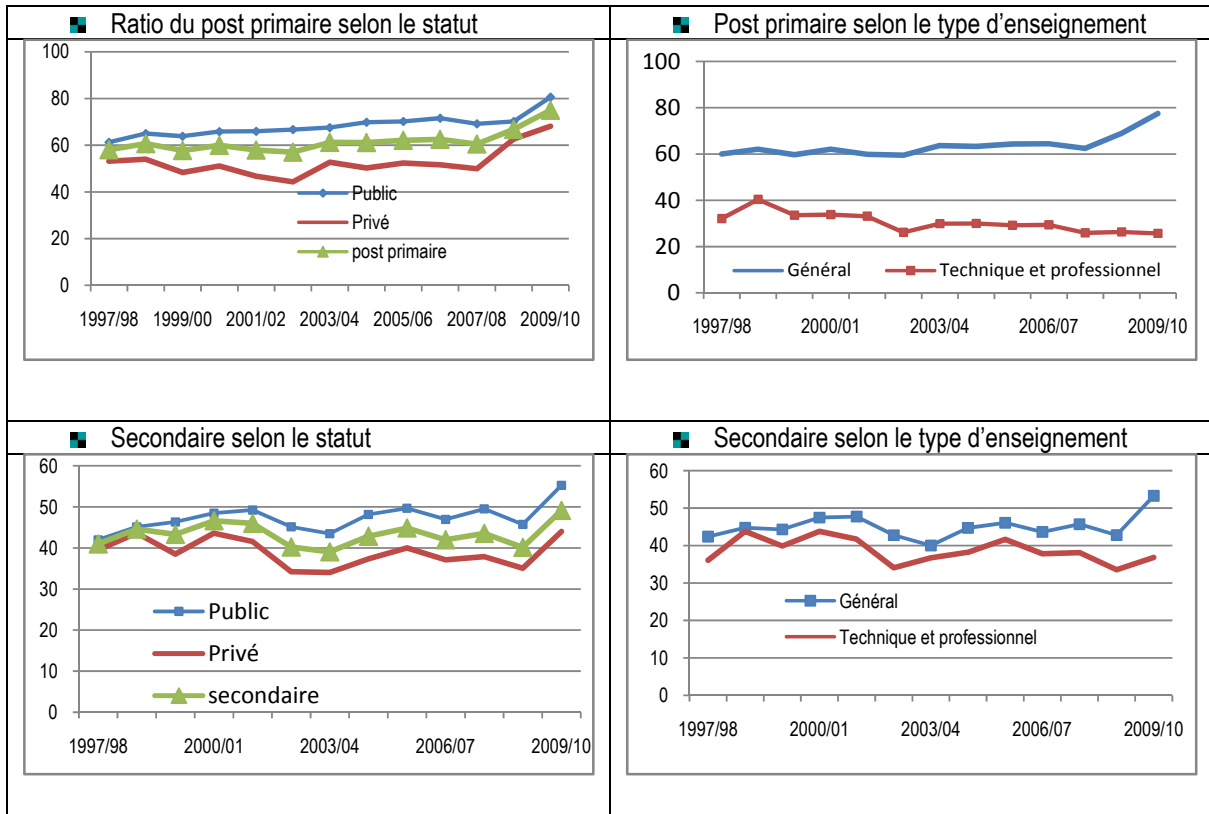 Ratio du post primaire selon le statut
100
80
60
40
20
0
Public
Privé
post primaire
1997/98 1999/00 2001/02 2003/04 2005/06 2007/08 2009/10
Post primaire selon le type d'enseignement
100
80
60
40
20
0
Général Technique et professionnel
1997/98 2000/01 2003/04 2006/07 2009/10
Secondaire selon le statut
60
50
40
30
20
10
0
Public
Privé
secondaire
1997/98 2000/01 2003/04 2006/07 2009/10
Secondaire selon le type d'enseignement
60
50
40
30
20
10
0
Général
Technique et professionnel
1997/98 2000/01 2003/04 2006/07 2009/10